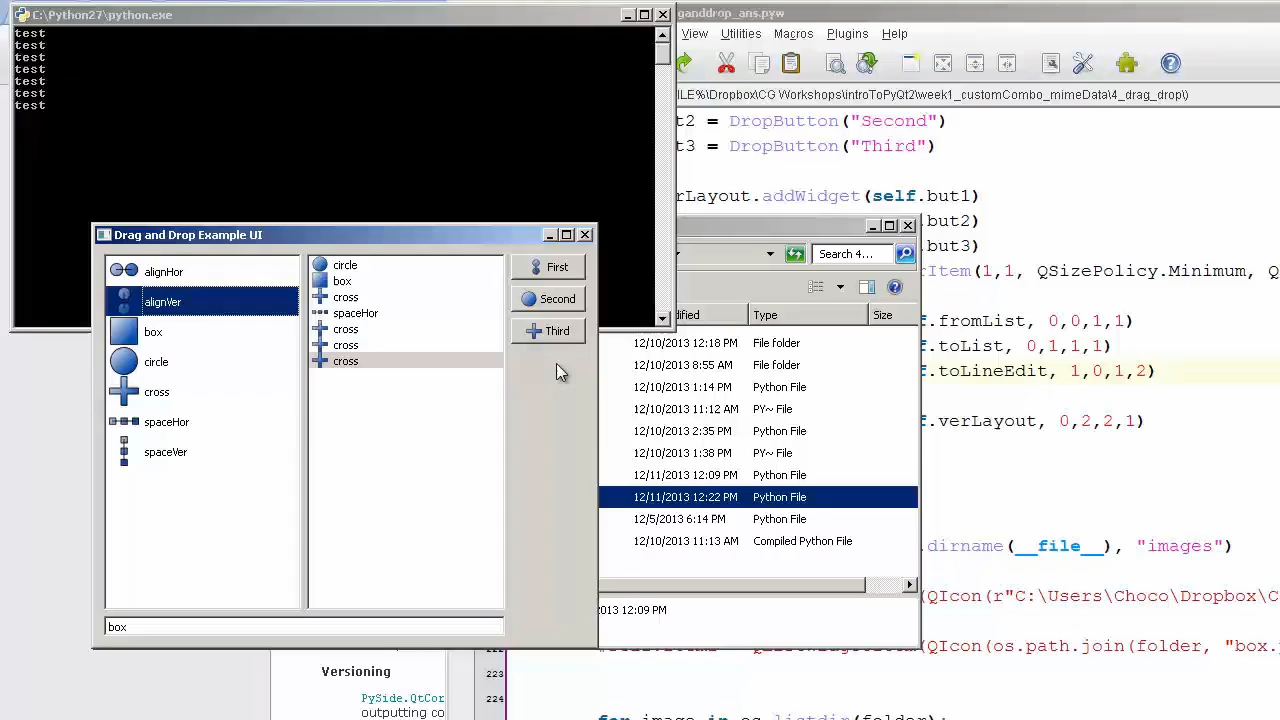 C:\Python27\python.exe
test
test
test
test
test
test
test
ganddrop_ans.pyw
View Utilities Macros Plugins Help
ILE%\Dropbox\CG Workshops\introToPyQt2\week1_customCombo_mimeData\4_drag_drop\)
t2 = DropButton("Second")
t3 = DropButton("Third")
rLayout.addWidget(self.but1)
.but2)
.but3)
rItem(1,1, QSizePolicy.Minimum, Q
f.fromList, 0,0,1,1)
f.toList, 0,1,1,1)
f.toLineEdit, 1,0,1,2)
f.verLayout, 0,2,2,1)
.dirname(__file__), "images")
(QIcon(r"C:\Users\Choco\Dropbox\C
(QIcon(os.path.join(folder, "box.p
223
224
for image in os.listdir(folder):
Drag and Drop Example UI
alignHor
alignVer
box
circle
cross
spaceHor
spaceVer
circle
box
cross
spaceHor
cross
cross
cross
First
Second
Third
box
Search 4...
ified Type Size
12/10/2013 12:18 PM File folder
12/10/2013 8:55 AM File folder
12/10/2013 1:14 PM Python File
12/10/2013 11:12 AM PY~ File
12/10/2013 2:35 PM Python File
12/10/2013 1:38 PM PY~ File
12/11/2013 12:09 PM Python File
12/11/2013 12:22 PM Python File
12/5/2013 6:14 PM Python File
12/10/2013 11:13 AM Compiled Python File
2013 12:09 PM
Versioning
PySide.QtCor
outputting co